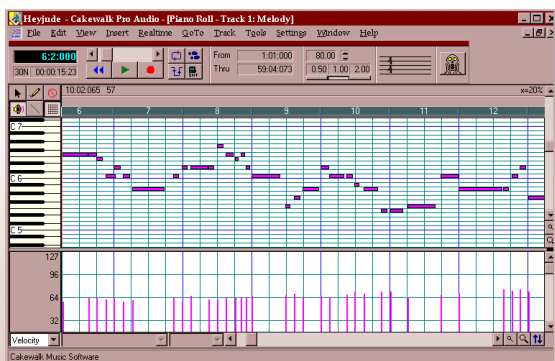 Heyjude - Cakewalk Pro Audio - [Piano Roll - Track 1: Melody]
File Edit View Insert Realtime GoTo Track Tools Settings Window Help
6:2:000
From 1:01:000 80.00
30N 00:00:15:23
Thru 59:04:073 0.50 1.00 2.00
10:02:065 57 x=20%
6 7 8 9 10 11 12
C 7
C 6
C 5
127
96
64
32
Velocity
Cakewalk Music Software